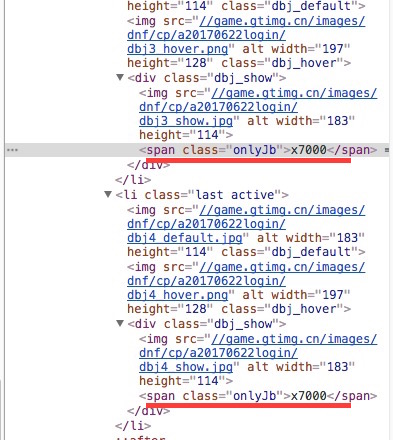 height="114" class="dbj_default">
<img src="//game.gtimg.cn/images/
dnf/cp/a20170622login/
dbj3_hover.png" alt width="197"
height="128" class="dbj_hover">
▼<div class="dbj_show">
<img src="//game.gtimg.cn/images/
dnf/cp/a20170622login/
dbj3_show.jpg" alt width="183"
height="114">
<span class="onlyJb">x7000</span> =
</div>
</li>
▼<li class="last active">
<img src="//game.gtimg.cn/images/
dnf/cp/a20170622login/
dbj4_default.jpg" width="183"
height="114" class="dbj_default">
<img src="//game.gtimg.cn/images/
dnf/cp/a20170622login/
dbj4_hover.png" alt width="197"
height="128" class="dbj_hover">
▼<div class="dbj_show">
<img src="//game.gtimg.cn/images/
dnf/cp/a20170622login/
dbj4_show.jpg" alt width="183"
height="114">
<span class="onlyJb">x7000</span>
</div>
</li>
::after